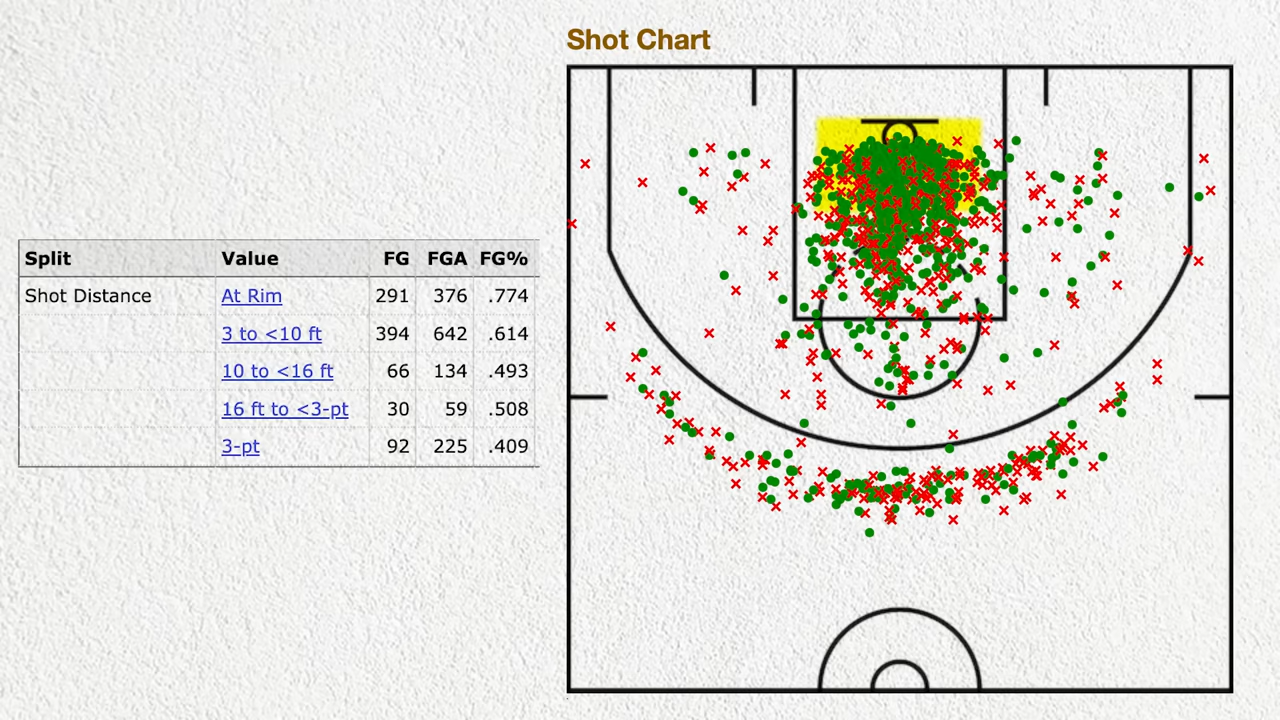 Shot Chart
Split Value FG FGA FG%
Shot Distance At Rim 291 376 .774
3 to <10 ft 394 642 .614
10 to <16 ft 66 134 .493
16 ft to <3-pt 30 59 .508
3-pt 92 225 .409